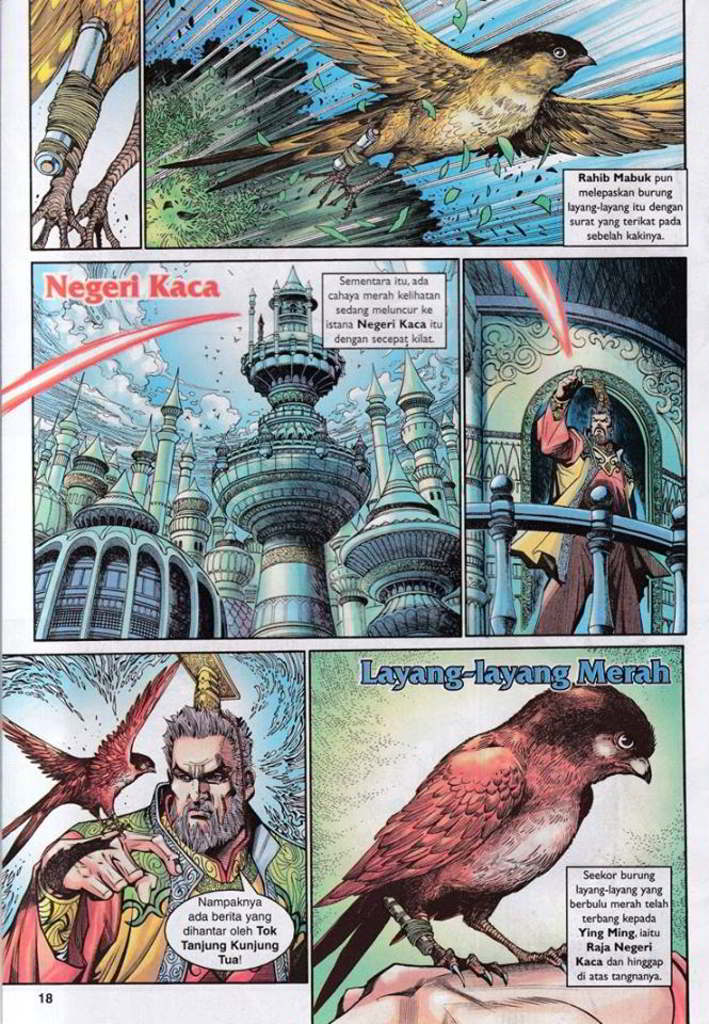 Rahib Mabuk pun
melepaskan burung
layang-layang itu dengan
surat yang terikat pada
sebelah kakinya.
Negeri Kaca
Sementara itu, ada
cahaya merah kelihatan
sedang meluncur ke
istana Negeri Kaca itu
dengan secepat kilat.
Nampaknya
ada berita yang
dihantar oleh Tok
Tanjung Kunjung
Tua!
Layang-layang Merah
Seekor burung
layang-layang yang
berbulu merah telah
terbang kepada
Ying Ming, iaitu
Raja Negeri
Kaca dan hinggap
di atas tangnanya.
18